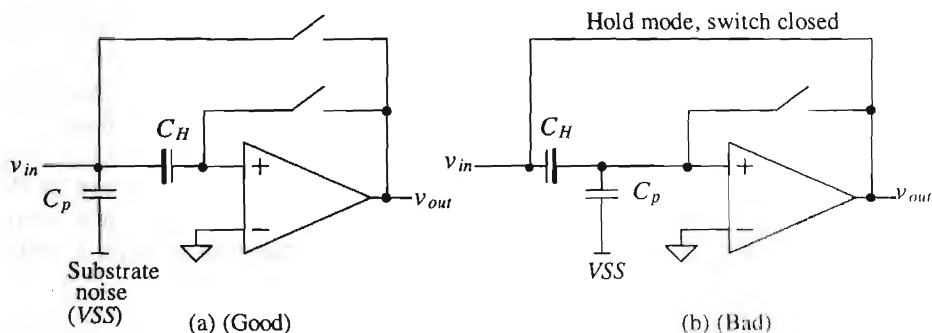 Hold mode, switch closed
C_H
v_in
C_p
+
−
v_out
Substrate
noise
(VSS)
(a) (Good)
C_H
v_in
C_p
+
−
v_out
VSS
(b) (Bad)